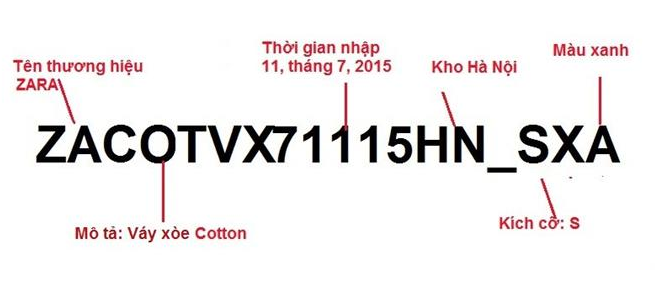 Tên thương hiệu
ZARA
Thời gian nhập
11, tháng 7, 2015
Kho Hà Nội
Màu xanh
ZACOTVX71115HN_SXA
Mô tả: Váy xòe Cotton
Kích cỡ: S